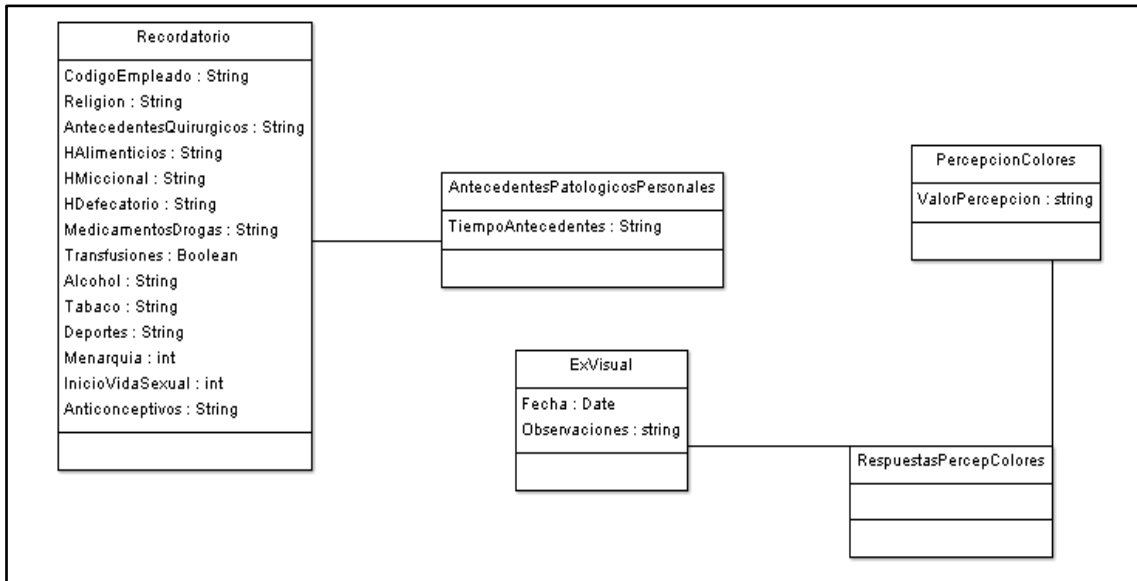 Recordatorio
CodigoEmpleado : String
Religion : String
AntecedentesQuirurgicos : String
HAlimenticios : String
HMiccional : String
HDefecatorio : String
MedicamentosDrogas : String
Transfusiones : Boolean
Alcohol : String
Tabaco : String
Deportes : String
Menarquia : int
InicioVidaSexual : int
Anticonceptivos : String
AntecedentesPatologicosPersonales
TiempoAntecedentes : String
PercepcionColores
ValorPercepcion : string
ExVisual
Fecha : Date
Observaciones : string
RespuestasPercepColores